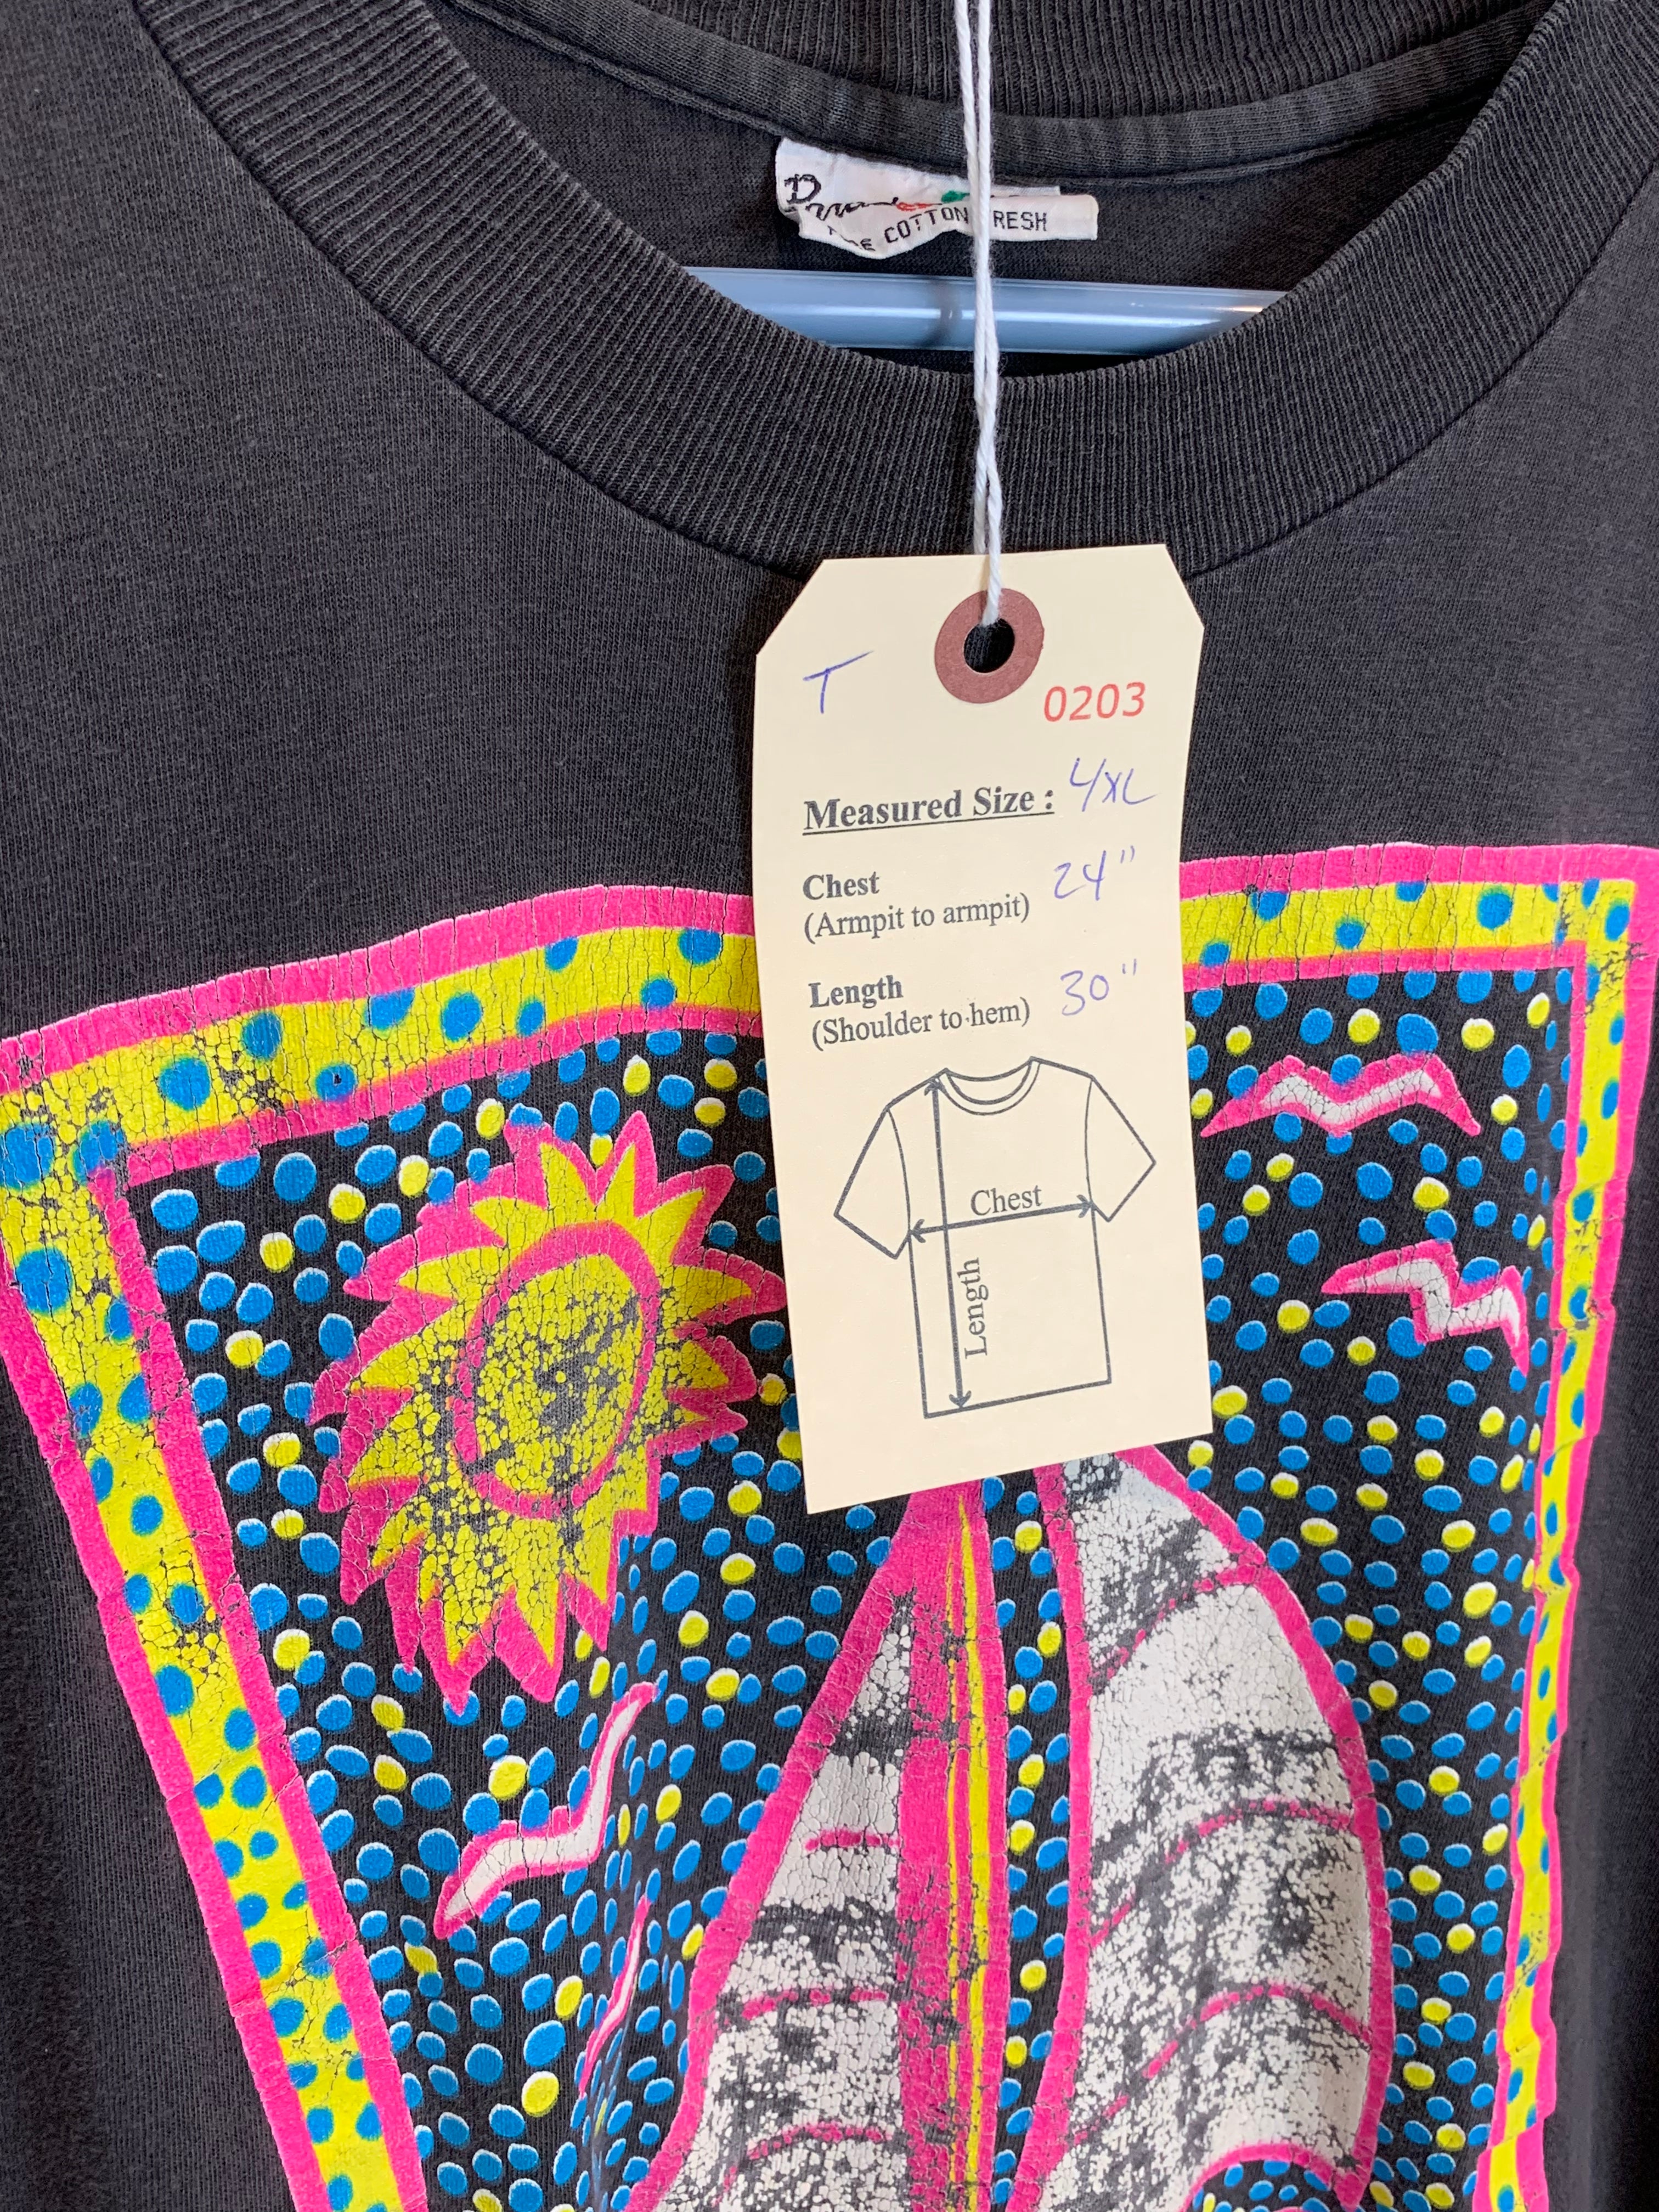 COTTON RESH
T
0203
Measured Size : 4XL
Chest 24"
(Armpit to armpit)
Length 30"
(Shoulder to hem)
Chest
Length